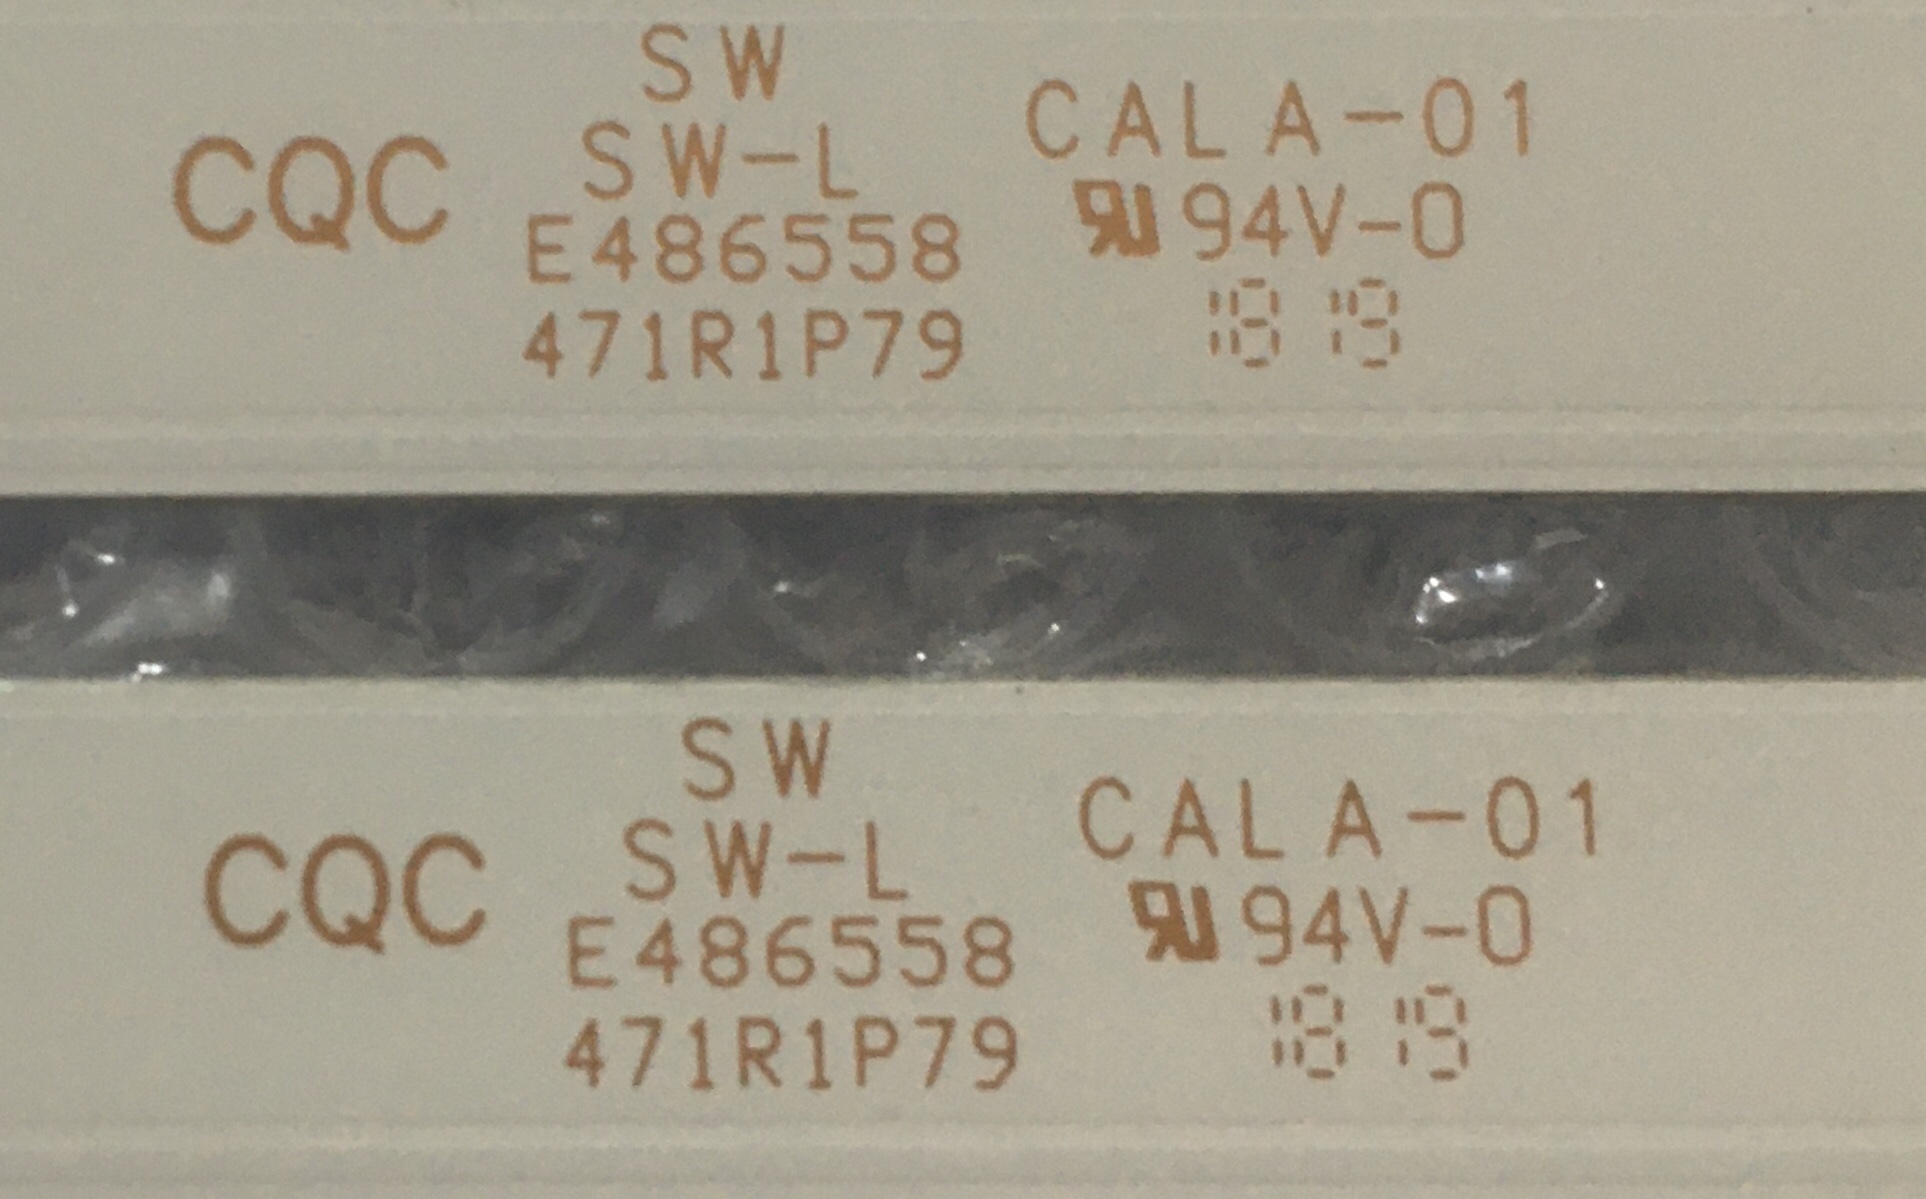 SW
SW-L
CQC
E486558
471R1P79
CALA-01
94V-0
18 19
SW
SW-L
CQC
E486558
471R1P79
CALA-01
94V-0
18 19